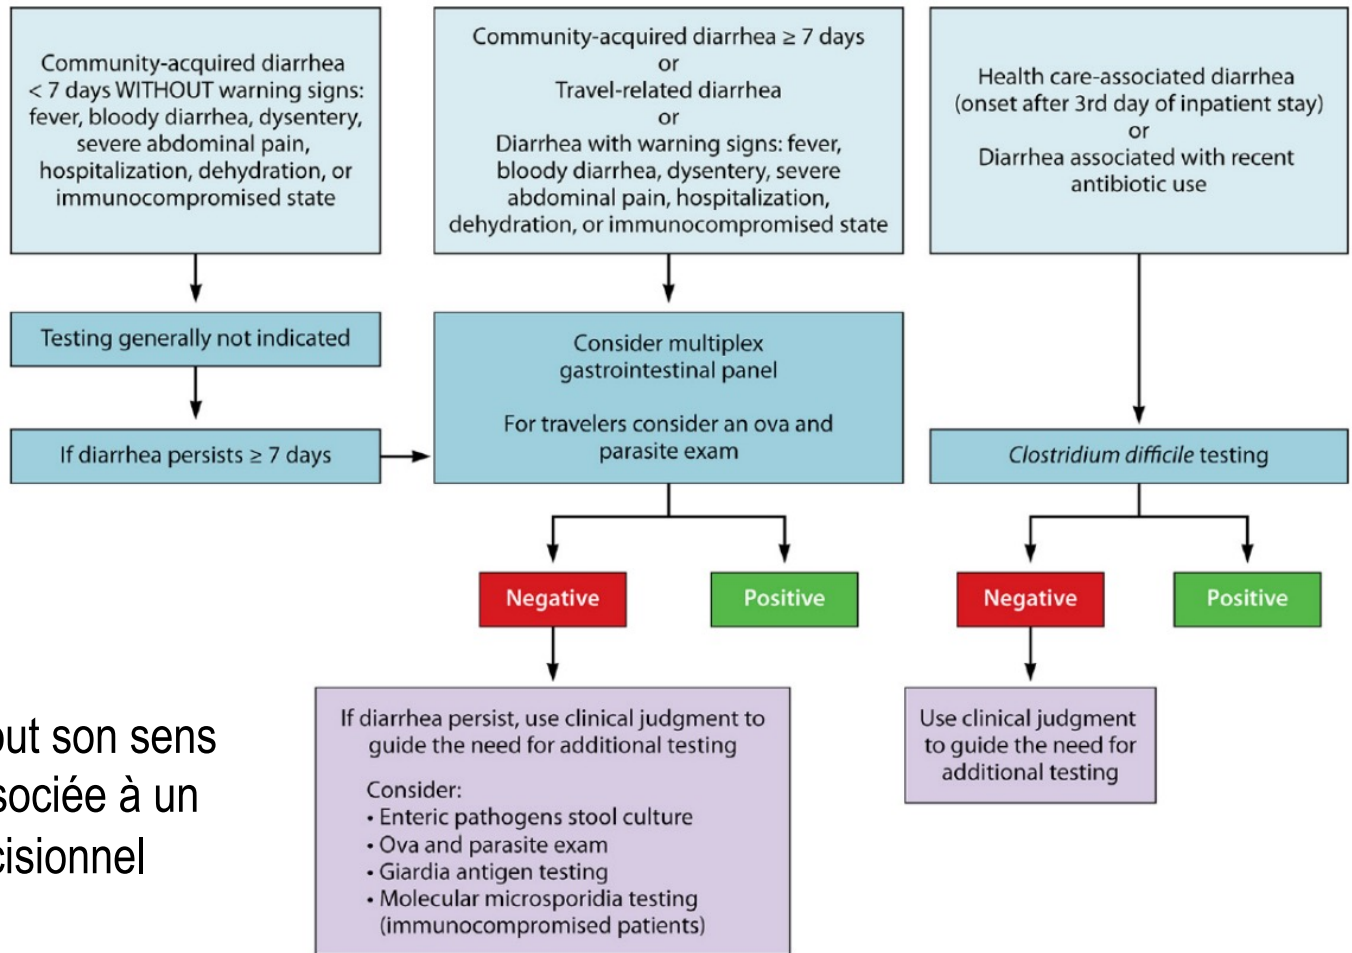 Community-acquired diarrhea
< 7 days WITHOUT warning signs:
fever, bloody diarrhea, dysentery,
severe abdominal pain,
hospitalization, dehydration, or
immunocompromised state
Community-acquired diarrhea ≥ 7 days
or
Travel-related diarrhea
or
Diarrhea with warning signs: fever,
bloody diarrhea, dysentery, severe
abdominal pain, hospitalization,
dehydration, or immunocompromised state
Health care-associated diarrhea
(onset after 3rd day of inpatient stay)
or
Diarrhea associated with recent
antibiotic use
Testing generally not indicated
If diarrhea persists ≥ 7 days
Consider multiplex
gastrointestinal panel
For travelers consider an ova and
parasite exam
Clostridium difficile testing
Negative
Positive
Negative
Positive
If diarrhea persist, use clinical judgment to
guide the need for additional testing
Consider:
• Enteric pathogens stool culture
• Ova and parasite exam
• Giardia antigen testing
• Molecular microsporidia testing
(immunocompromised patients)
Use clinical judgment
to guide the need for
additional testing
out son sens
sociée à un
cisionnel